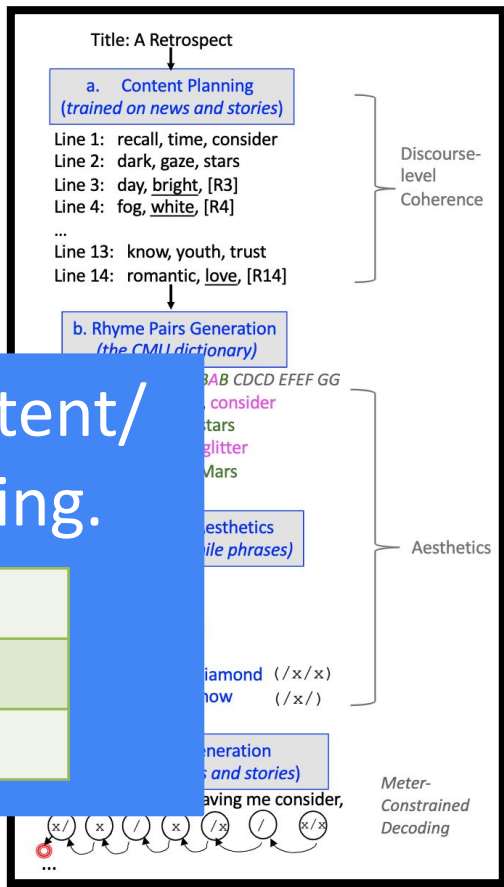 Title: A Retrospect
a. Content Planning
(trained on news and stories)
Line 1: recall, time, consider
Line 2: dark, gaze, stars
Line 3: day, bright, [R3]
Line 4: fog, white, [R4]
...
Line 13: know, youth, trust
Line 14: romantic, love, [R14]
Discourse-
level
Coherence
b. Rhyme Pairs Generation
(the CMU dictionary)
BAB CDCD EFEF GG
, consider
stars
glitter
Mars
tent/
ing.
esthetics
ile phrases)
Aesthetics
iamond (/x/x)
now (/x/)
eneration
s and stories)
aving me consider,
x/ x / x /x / x/x
...
Meter-
Constrained
Decoding